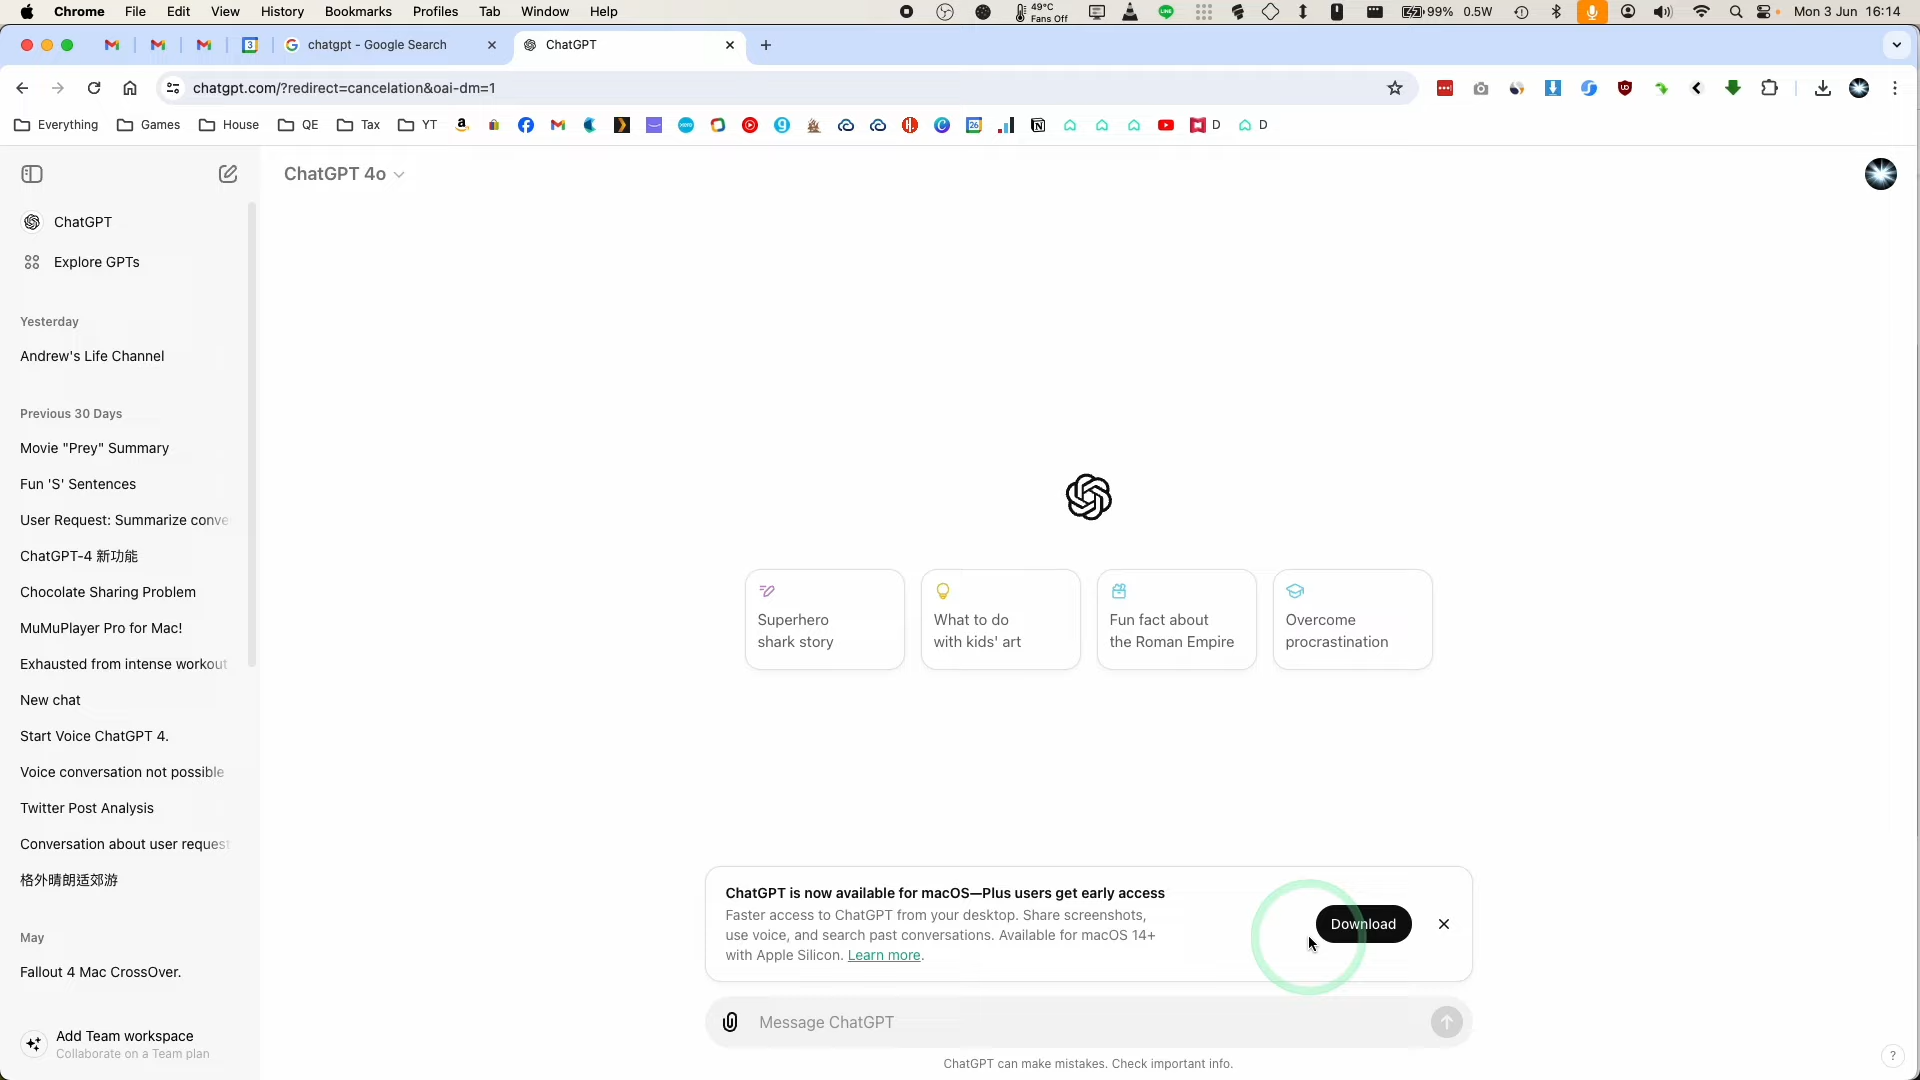 Chrome File Edit View History Bookmarks Profiles Tab Window Help 49°C Fans Off 99% 0.5W Mon 3 Jun 16:14
3 chatgpt - Google Search ChatGPT
chatgpt.com/?redirect=cancelation&oai-dm=1
Everything Games House QE Tax YT D D
ChatGPT 4o
ChatGPT
Explore GPTs
Yesterday
Andrew's Life Channel
Previous 30 Days
Movie "Prey" Summary
Fun 'S' Sentences
User Request: Summarize conve
ChatGPT-4 新功能
Chocolate Sharing Problem
MuMuPlayer Pro for Mac!
Exhausted from intense workout
New chat
Start Voice ChatGPT 4.
Voice conversation not possible
Twitter Post Analysis
Conversation about user request
格外晴朗适郊游
May
Fallout 4 Mac CrossOver.
Add Team workspace
Collaborate on a Team plan
Superhero
shark story
What to do
with kids' art
Fun fact about
the Roman Empire
Overcome
procrastination
ChatGPT is now available for macOS—Plus users get early access
Faster access to ChatGPT from your desktop. Share screenshots,
use voice, and search past conversations. Available for macOS 14+
with Apple Silicon. Learn more.
Download
Message ChatGPT
ChatGPT can make mistakes. Check important info.
?